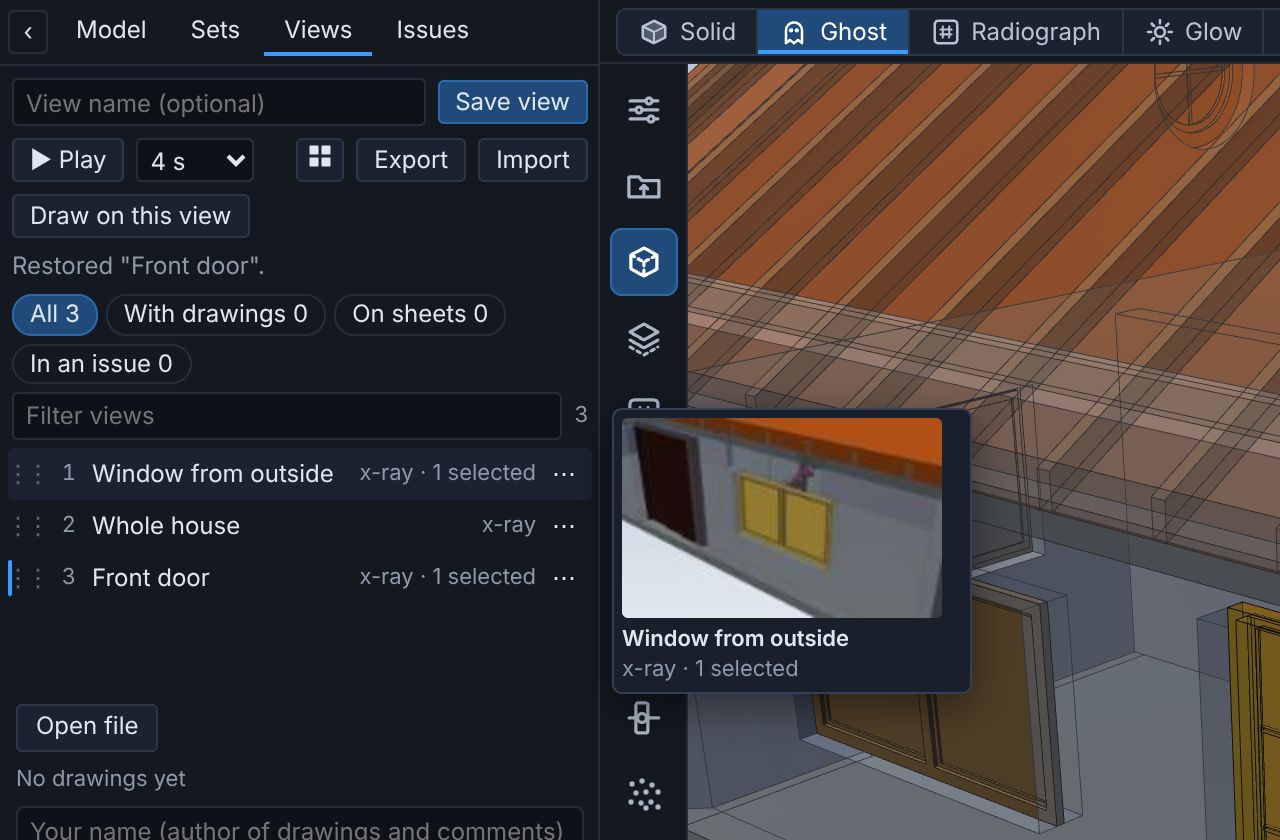 ‹ Model Sets Views Issues
Solid Ghost Radiograph Glow
View name (optional) Save view
Play 4 s Export Import
Draw on this view
Restored "Front door".
All 3 With drawings 0 On sheets 0
In an issue 0
Filter views 3
1 Window from outside x-ray · 1 selected ···
2 Whole house x-ray ···
3 Front door x-ray · 1 selected ···
Window from outside
x-ray · 1 selected
Open file
No drawings yet
Your name (author of drawings and comments)